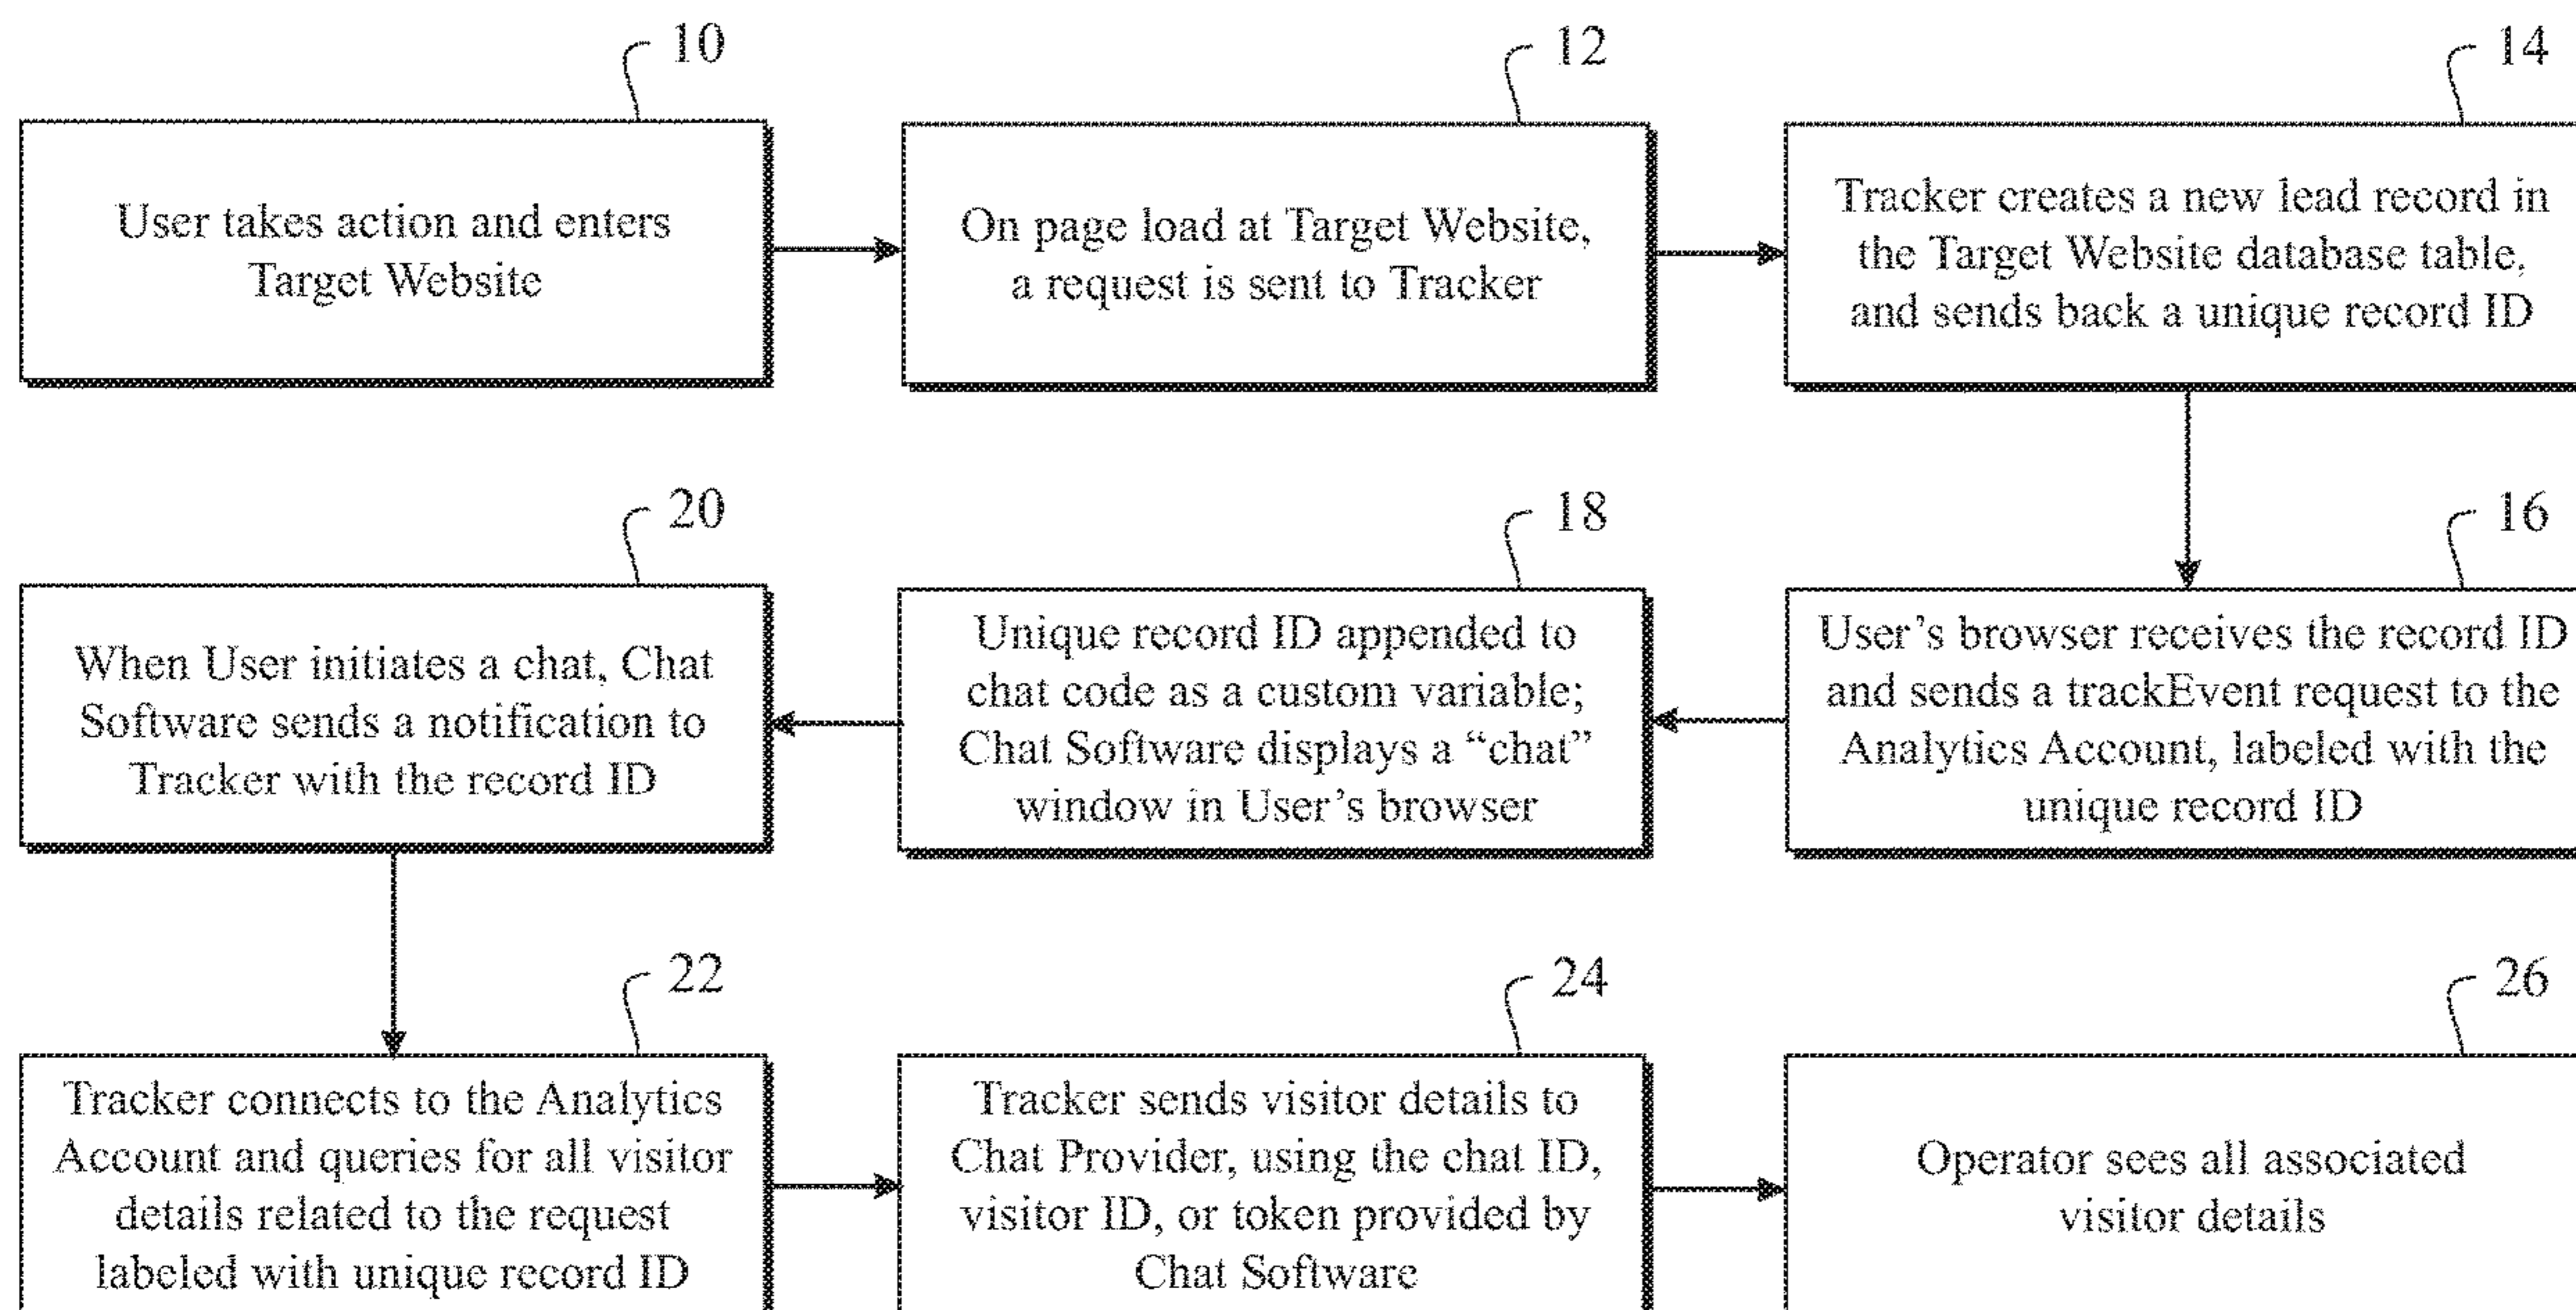 10
User takes action and enters
Target Website
12
On page load at Target Website,
a request is sent to Tracker
14
Tracker creates a new lead record in
the Target Website database table,
and sends back a unique record ID
16
User's browser receives the record ID
and sends a trackEvent request to the
Analytics Account, labeled with the
unique record ID
18
Unique record ID appended to
chat code as a custom variable;
Chat Software displays a “chat”
window in User's browser
20
When User initiates a chat, Chat
Software sends a notification to
Tracker with the record ID
22
Tracker connects to the Analytics
Account and queries for all visitor
details related to the request
labeled with unique record ID
24
Tracker sends visitor details to
Chat Provider, using the chat ID,
visitor ID, or token provided by
Chat Software
26
Operator sees all associated
visitor details